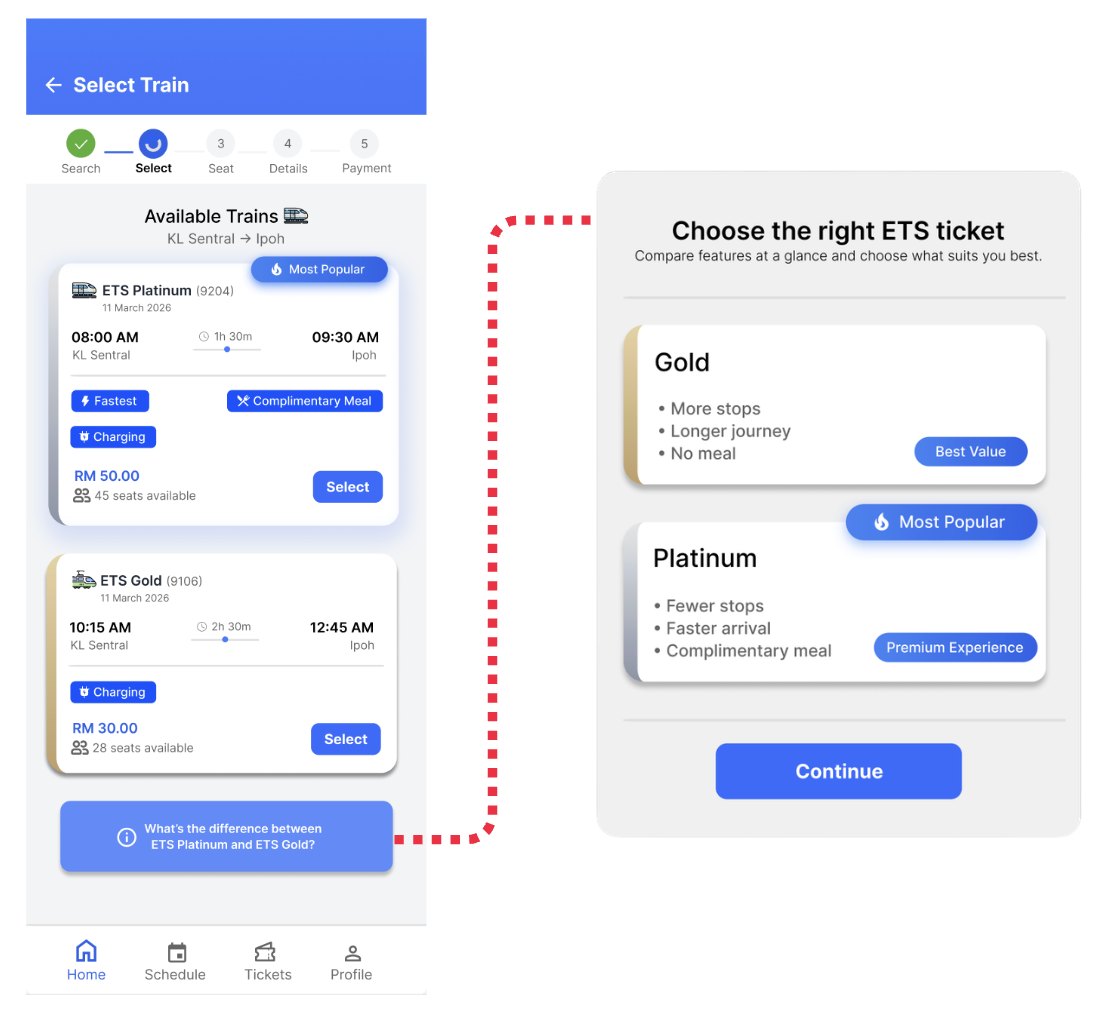 Select Train
3
4
5
Search
Select
Seat
Details
Payment
Available Trains
KL Sentral → Ipoh
Most Popular
ETS Platinum (9204)
11 March 2026
08:00 AM
1h 30m
09:30 AM
KL Sentral
Ipoh
Fastest
Complimentary Meal
Charging
RM 50.00
45 seats available
Select
ETS Gold (9106)
11 March 2026
10:15 AM
2h 30m
12:45 AM
KL Sentral
Ipoh
Charging
RM 30.00
28 seats available
Select
What's the difference between
ETS Platinum and ETS Gold?
Home
Schedule
Tickets
Profile
Choose the right ETS ticket
Compare features at a glance and choose what suits you best.
Gold
• More stops
• Longer journey
• No meal
Best Value
Most Popular
Platinum
• Fewer stops
• Faster arrival
• Complimentary meal
Premium Experience
Continue